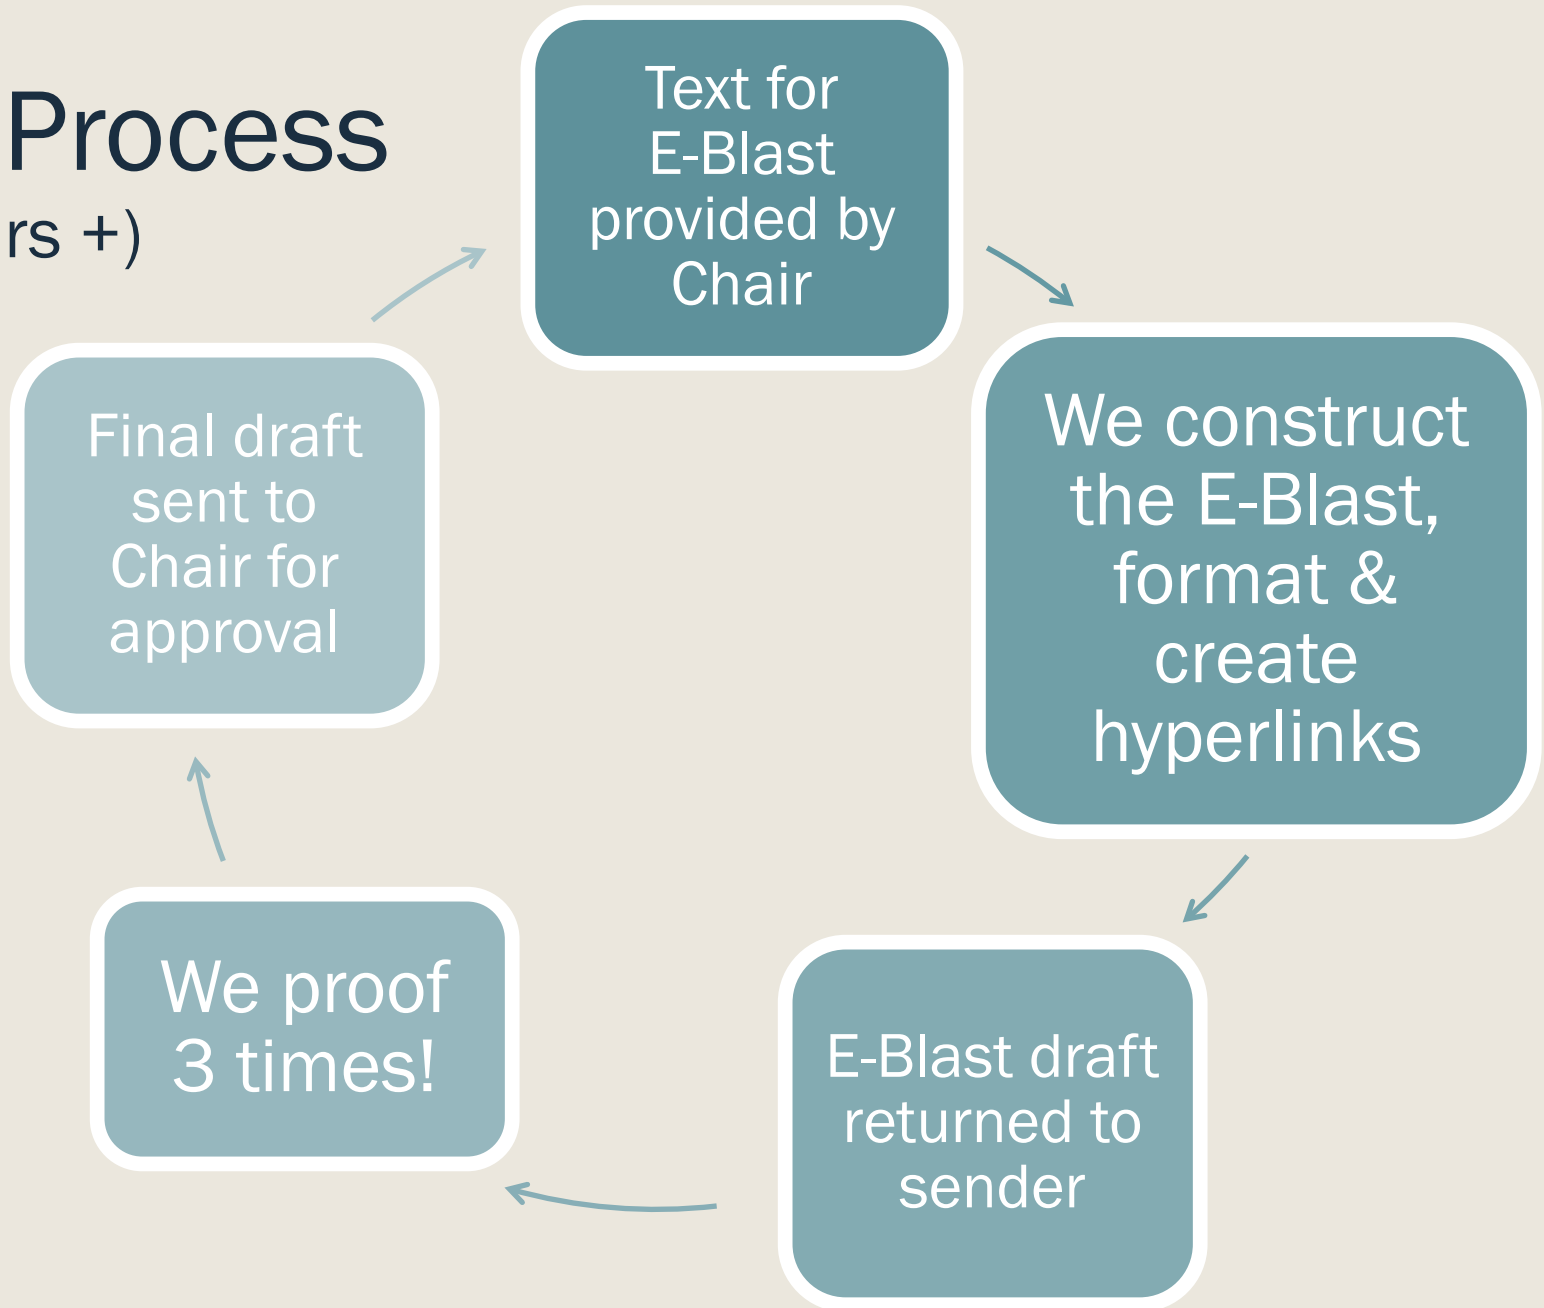 Process
rs +)
Text for
E-Blast
provided by
Chair
We construct
the E-Blast,
format &
create
hyperlinks
E-Blast draft
returned to
sender
We proof
3 times!
Final draft
sent to
Chair for
approval